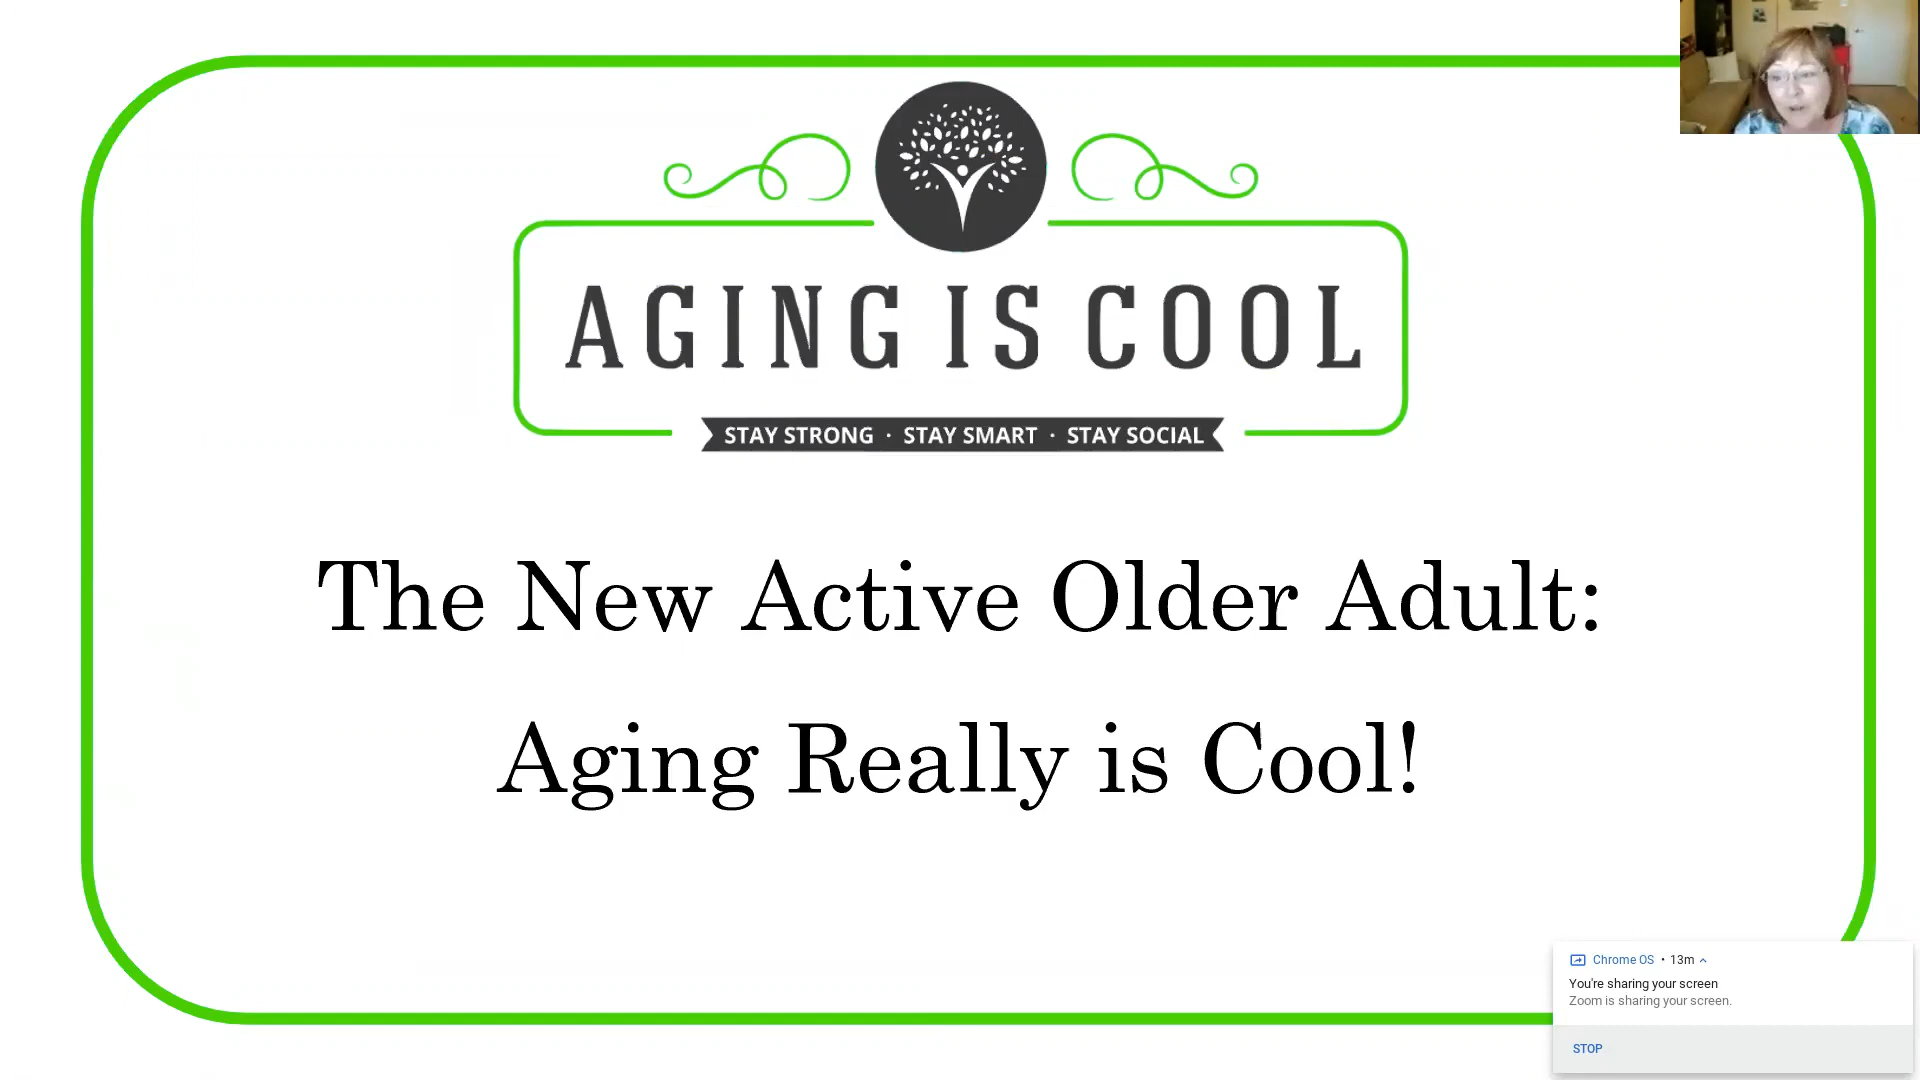 AGING IS COOL
STAY STRONG · STAY SMART · STAY SOCIAL
The New Active Older Adult:
Aging Really is Cool!
Chrome OS • 13m
You're sharing your screen
Zoom is sharing your screen.
STOP